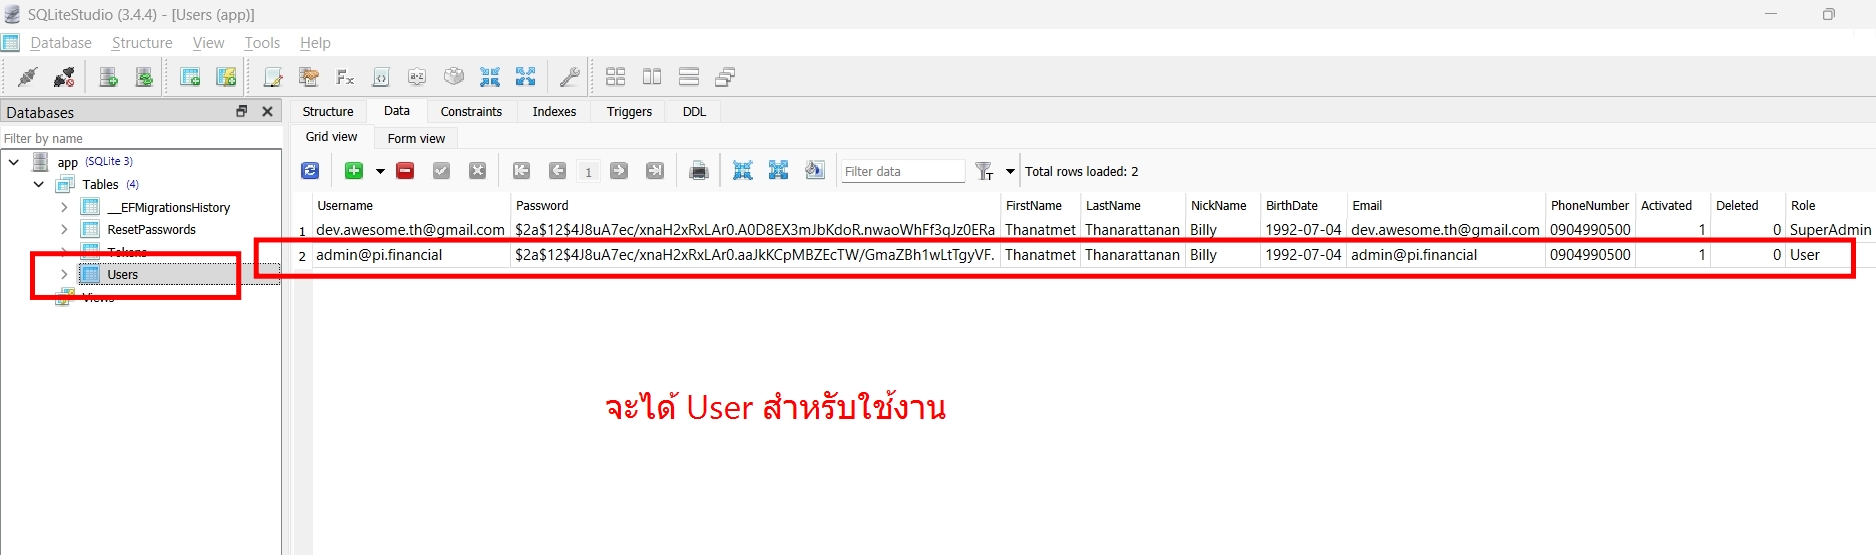 SQLiteStudio (3.4.4) - [Users (app)]
Database Structure View Tools Help
Databases
Structure Data Constraints Indexes Triggers DDL
Filter by name
Grid view Form view
app (SQLite 3)
Tables (4)
__EFMigrationsHistory
ResetPasswords
Tokens
Users
Views
1
Filter data
Total rows loaded: 2
Username Password FirstName LastName NickName BirthDate Email PhoneNumber Activated Deleted Role
1 dev.awesome.th@gmail.com $2a$12$4J8uA7ec/xnaH2xRxLAr0.A0D8EX3mJbKdoR.nwaoWhFf3qJz0ERa Thanatmet Thanarattanan Billy 1992-07-04 dev.awesome.th@gmail.com 0904990500 1 0 SuperAdmin
2 admin@pi.financial $2a$12$4J8uA7ec/xnaH2xRxLAr0.aaJkKCpMBZEcTW/GmaZBh1wLtTgyVF. Thanatmet Thanarattanan Billy 1992-07-04 admin@pi.financial 0904990500 1 0 User
จะได้ User สำหรับใช้งาน